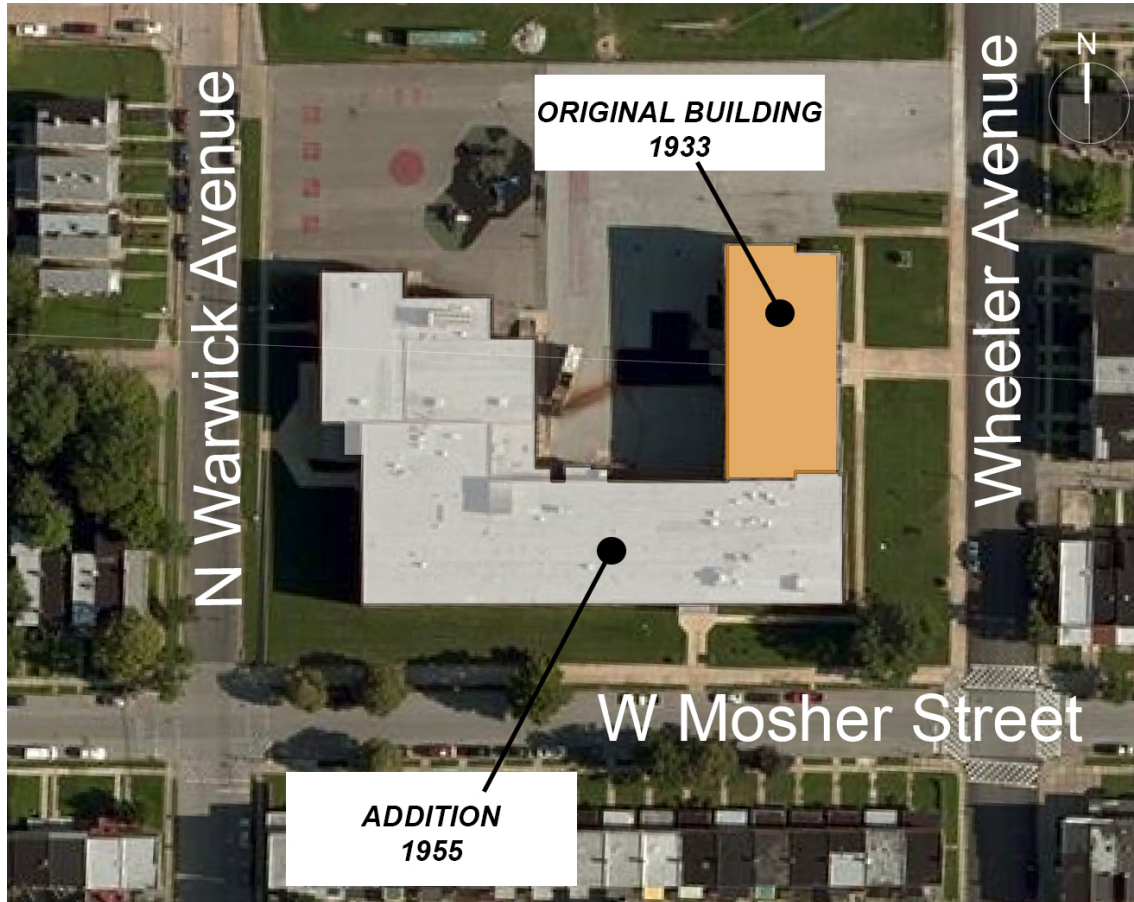 N
ORIGINAL BUILDING
1933
N Warwick Avenue
Wheeler Avenue
W Mosher Street
ADDITION
1955